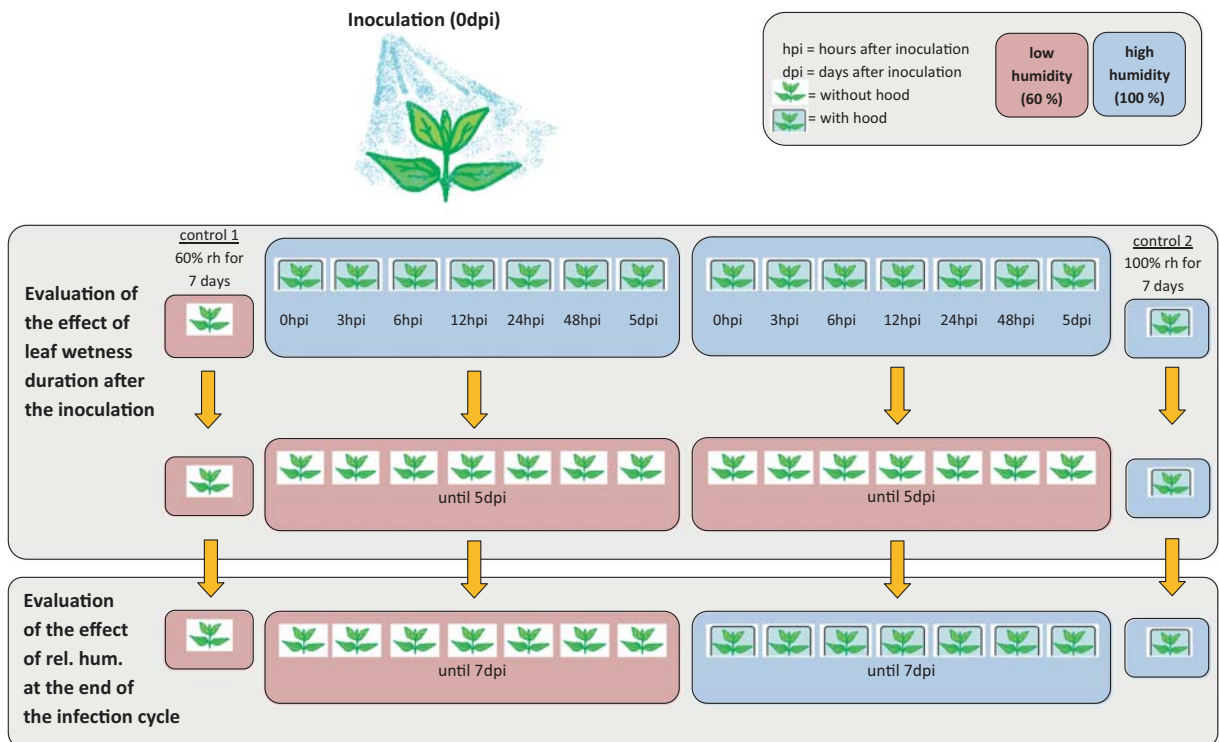 Inoculation (0dpi)
hpi = hours after inoculation
dpi = days after inoculation
= without hood
= with hood
low
humidity
(60 %)
high
humidity
(100 %)
Evaluation of
the effect of
leaf wetness
duration after
the inoculation
control 1
60% rh for
7 days
0hpi 3hpi 6hpi 12hpi 24hpi 48hpi 5dpi
0hpi 3hpi 6hpi 12hpi 24hpi 48hpi 5dpi
control 2
100% rh for
7 days
until 5dpi
until 5dpi
Evaluation
of the effect
of rel. hum.
at the end of
the infection cycle
until 7dpi
until 7dpi